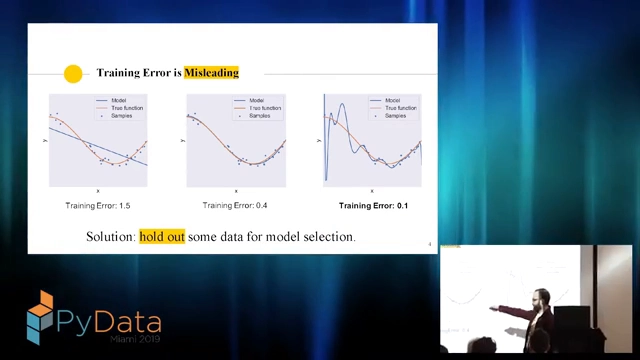 Training Error is Misleading
Model
True function
Samples
y
x
Training Error: 1.5
Model
True function
Samples
y
x
Training Error: 0.4
Model
True function
Samples
y
x
Training Error: 0.1
Solution: hold out some data for model selection.
4
PyData
Miami 2019